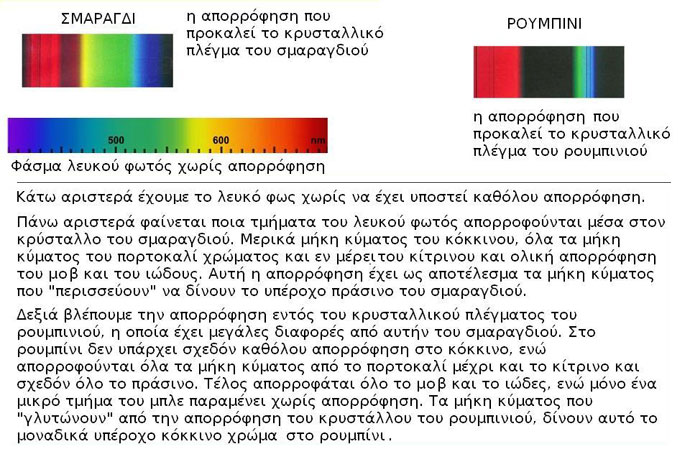 ΣΜΑΡΑΓΔΙ
η απορρόφηση που
προκαλεί το κρυσταλλικό
πλέγμα του σμαραγδιού
ΡΟΥΜΠΙΝΙ
η απορρόφηση που
προκαλεί το κρυσταλλικό
πλέγμα του ρουμπινιού
500 600 nm
Φάσμα λευκού φωτός χωρίς απορρόφηση
Κάτω αριστερά έχουμε το λευκό φως χωρίς να έχει υποστεί καθόλου απορρόφηση.
Πάνω αριστερά φαίνεται ποια τμήματα του λευκού φωτός απορροφούνται μέσα στον
κρύσταλλο του σμαραγδιού. Μερικά μήκη κύματος του κόκκινου, όλα τα μήκη
κύματος του πορτοκαλί χρώματος και εν μέρει του κίτρινου και ολική απορρόφηση
του μοβ και του ιώδους. Αυτή η απορρόφηση έχει ως αποτέλεσμα τα μήκη κύματος
που "περισσεύουν" να δίνουν το υπέροχο πράσινο του σμαραγδιού.
Δεξιά βλέπουμε την απορρόφηση εντός του κρυσταλλικού πλέγματος του
ρουμπινιού, η οποία έχει μεγάλες διαφορές από αυτήν του σμαραγδιού. Στο
ρουμπίνι δεν υπάρχει σχεδόν καθόλου απορρόφηση στο κόκκινο, ενώ
απορροφούνται όλα τα μήκη κύματος από το πορτοκαλί μέχρι και το κίτρινο και
σχεδόν όλο το πράσινο. Τέλος απορροφάται όλο το μοβ και το ιώδες, ενώ μόνο ένα
μικρό τμήμα του μπλε παραμένει χωρίς απορρόφηση. Τα μήκη κύματος που
"γλυτώνουν" από την απορρόφηση του κρυστάλλου του ρουμπινιού, δίνουν αυτό το
μοναδικά υπέροχο κόκκινο χρώμα στο ρουμπίνι.